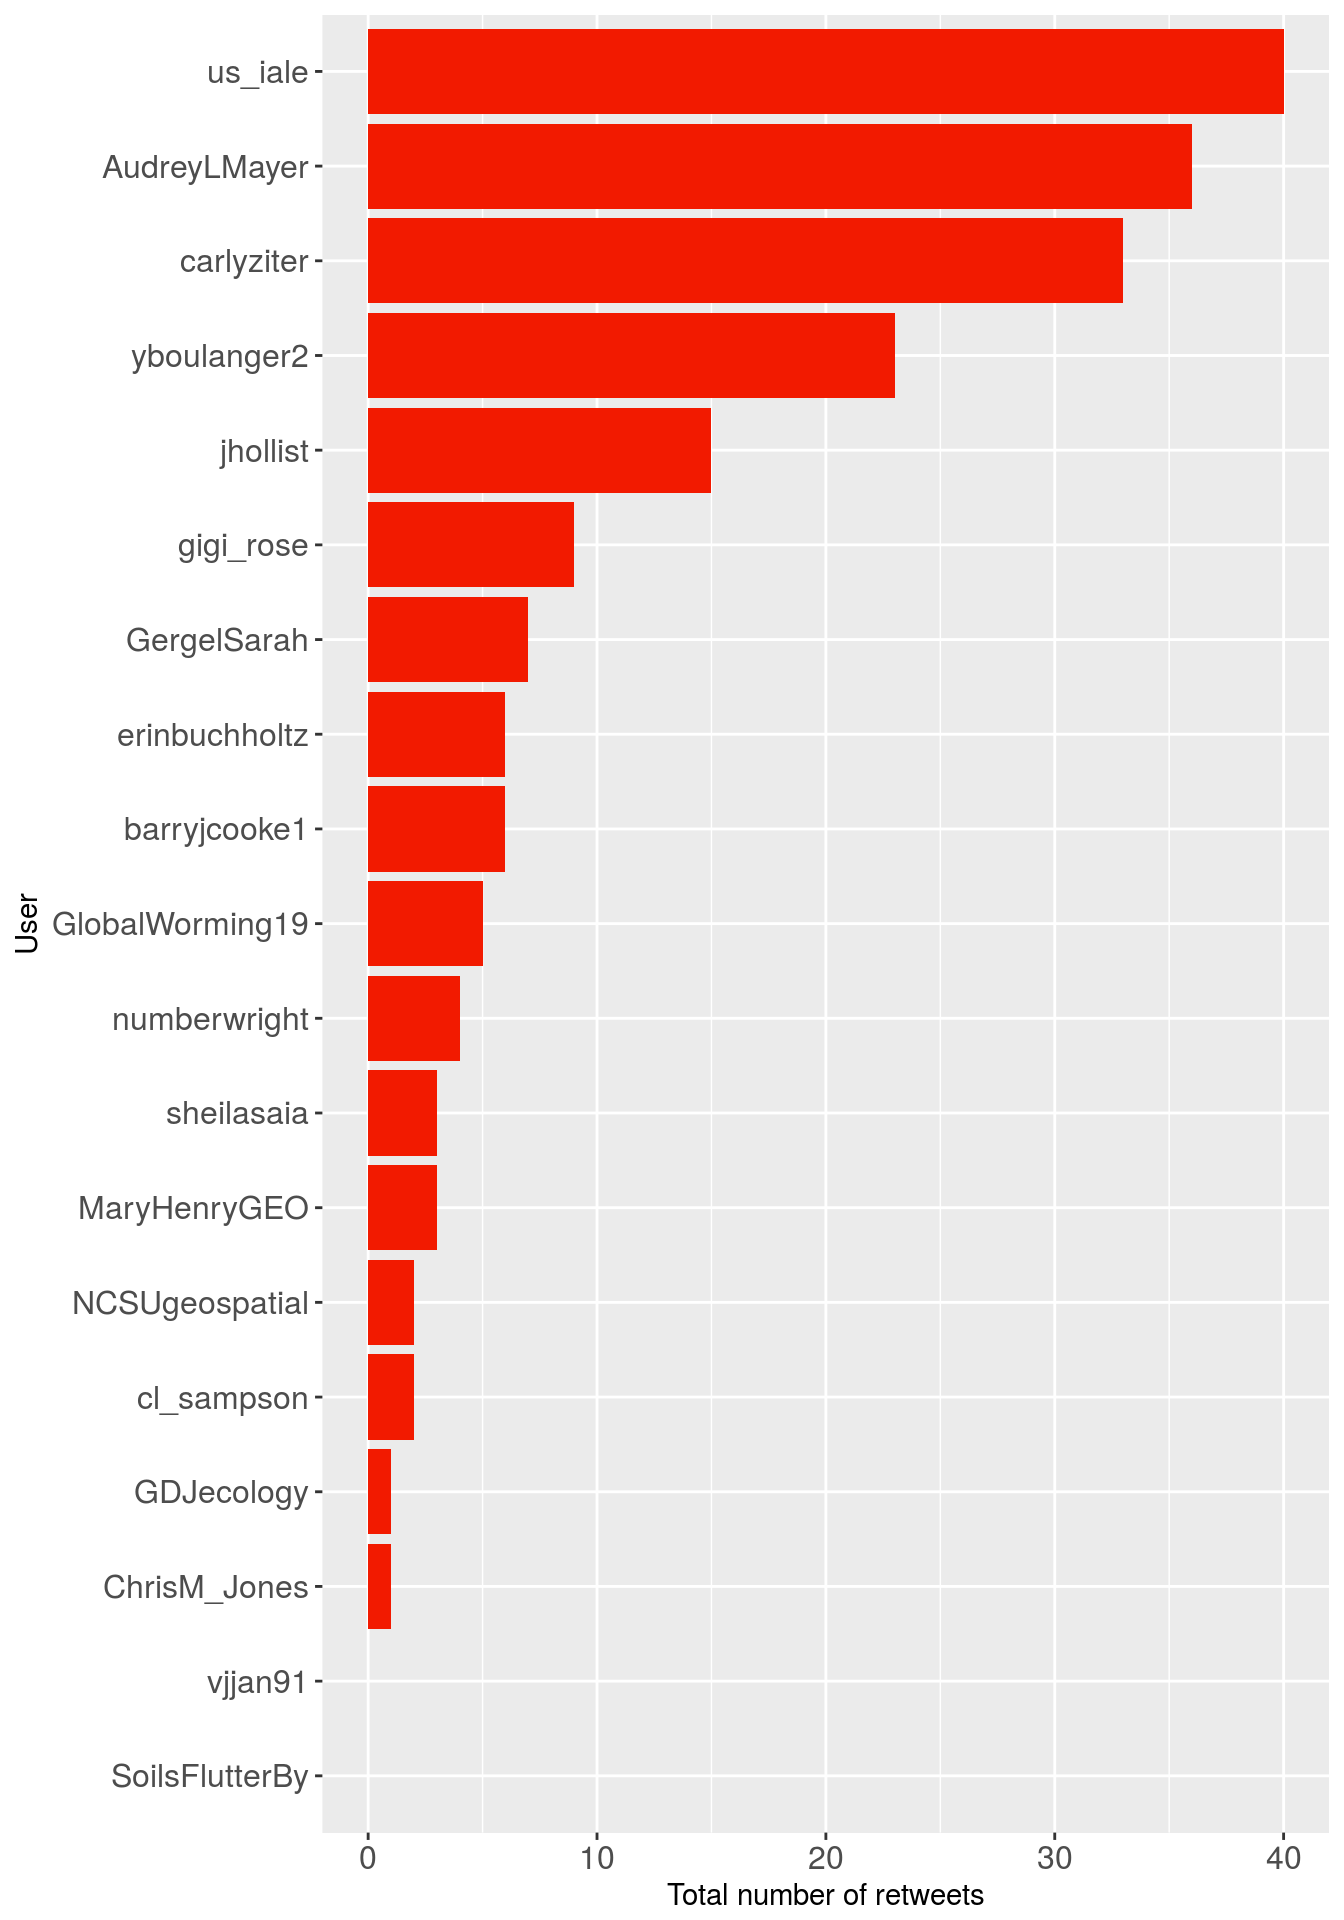 us_iale
AudreyLMayer
carlyziter
yboulanger2
jhollist
gigi_rose
GergelSarah
erinbuchholtz
barryjcooke1
GlobalWorming19
numberwright
sheilasaia
MaryHenryGEO
NCSUgeospatial
cl_sampson
GDJecology
ChrisM_Jones
vjjan91
SoilsFlutterBy
User
0 10 20 30 40
Total number of retweets